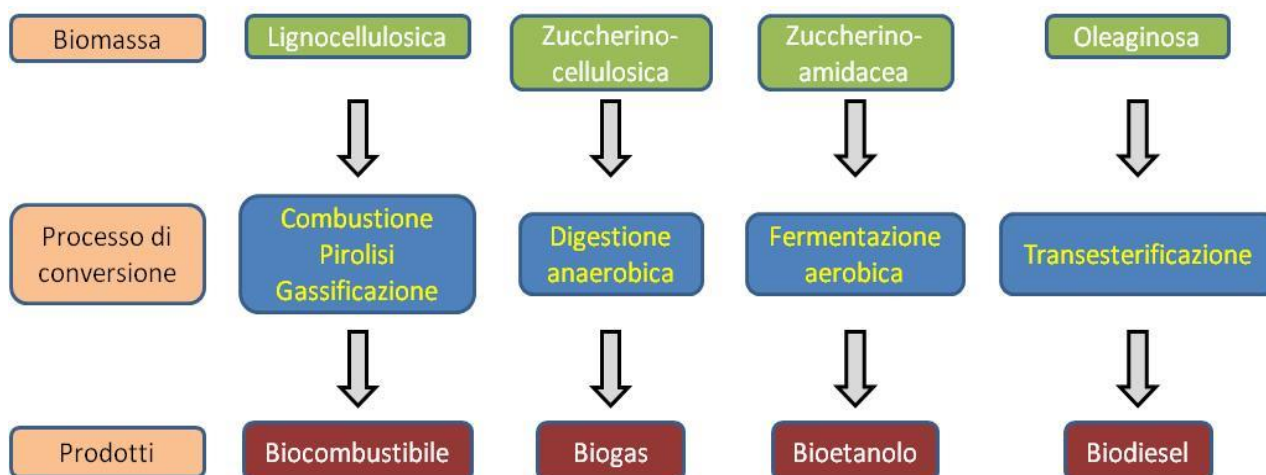 Biomassa
Lignocellulosica
Zuccherino-
cellulosica
Zuccherino-
amidacea
Oleaginosa
Processo di
conversione
Combustione
Pirolisi
Gassificazione
Digestione
anaerobica
Fermentazione
aerobica
Transesterificazione
Prodotti
Biocombustibile
Biogas
Bioetanolo
Biodiesel